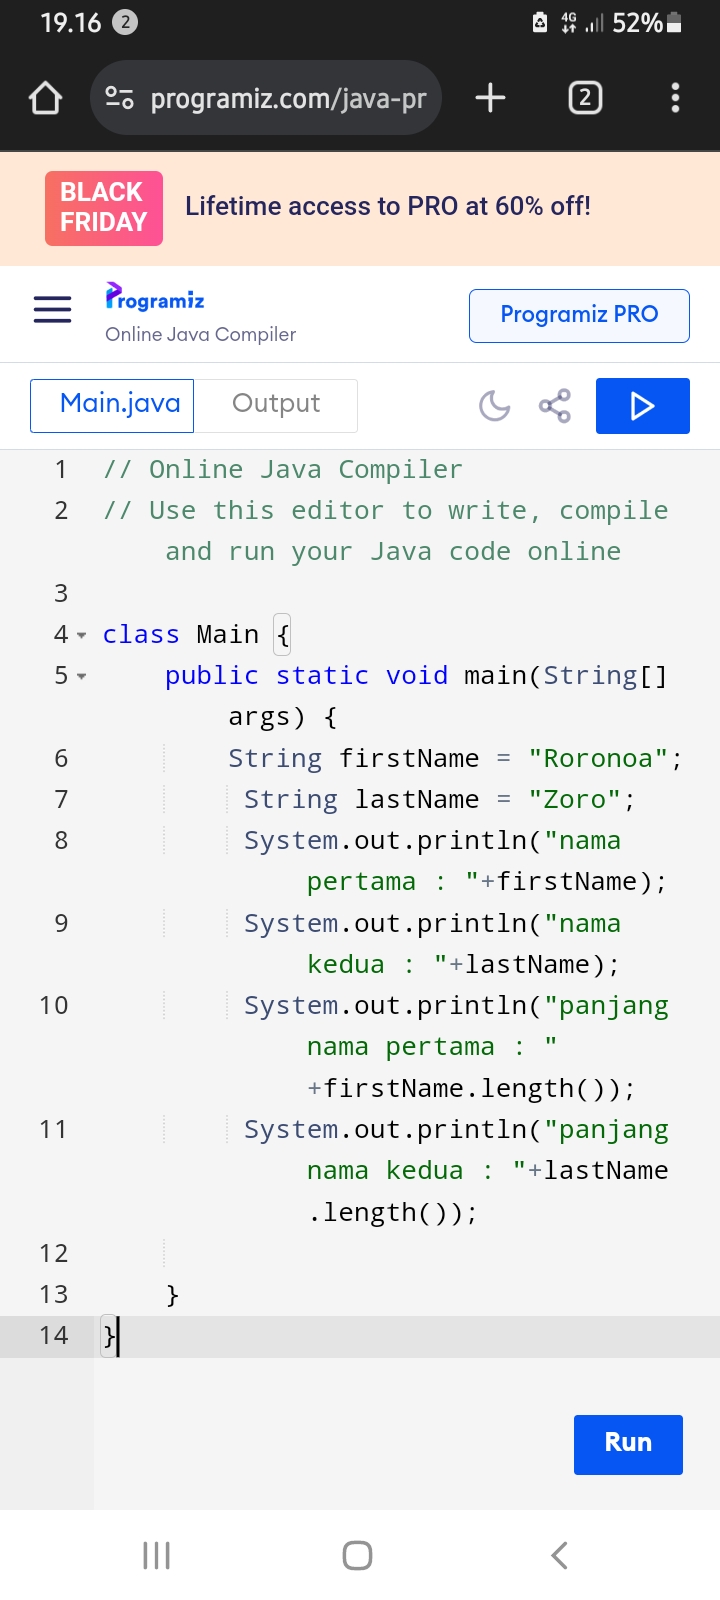 19.16 2 4G 52%
programiz.com/java-pr + 2
BLACK
FRIDAY
Lifetime access to PRO at 60% off!
Programiz
Online Java Compiler
Programiz PRO
Main.java Output
1 // Online Java Compiler
2 // Use this editor to write, compile
and run your Java code online
3
4 class Main {
5 public static void main(String[]
args) {
6 String firstName = "Roronoa";
7 String lastName = "Zoro";
8 System.out.println("nama
pertama : "+firstName);
9 System.out.println("nama
kedua : "+lastName);
10 System.out.println("panjang
nama pertama : "
+firstName.length());
11 System.out.println("panjang
nama kedua : "+lastName
.length());
12
13 }
14 }
Run